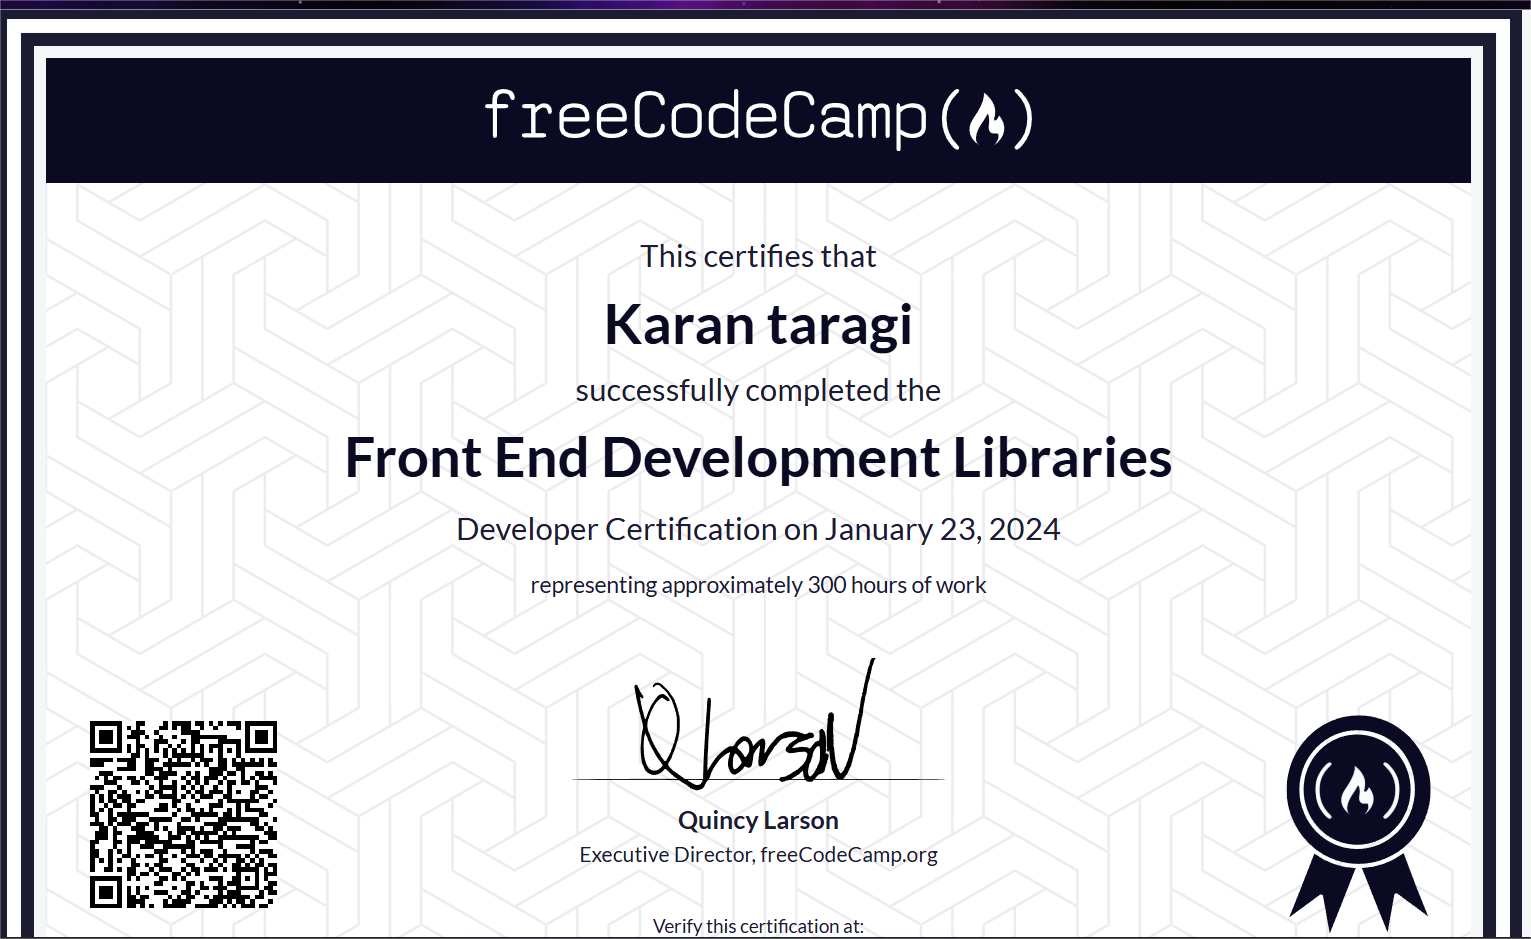 freeCodeCamp(🔥)
This certifies that
Karan taragi
successfully completed the
Front End Development Libraries
Developer Certification on January 23, 2024
representing approximately 300 hours of work
Q Larson
Quincy Larson
Executive Director, freeCodeCamp.org
Verify this certification at: